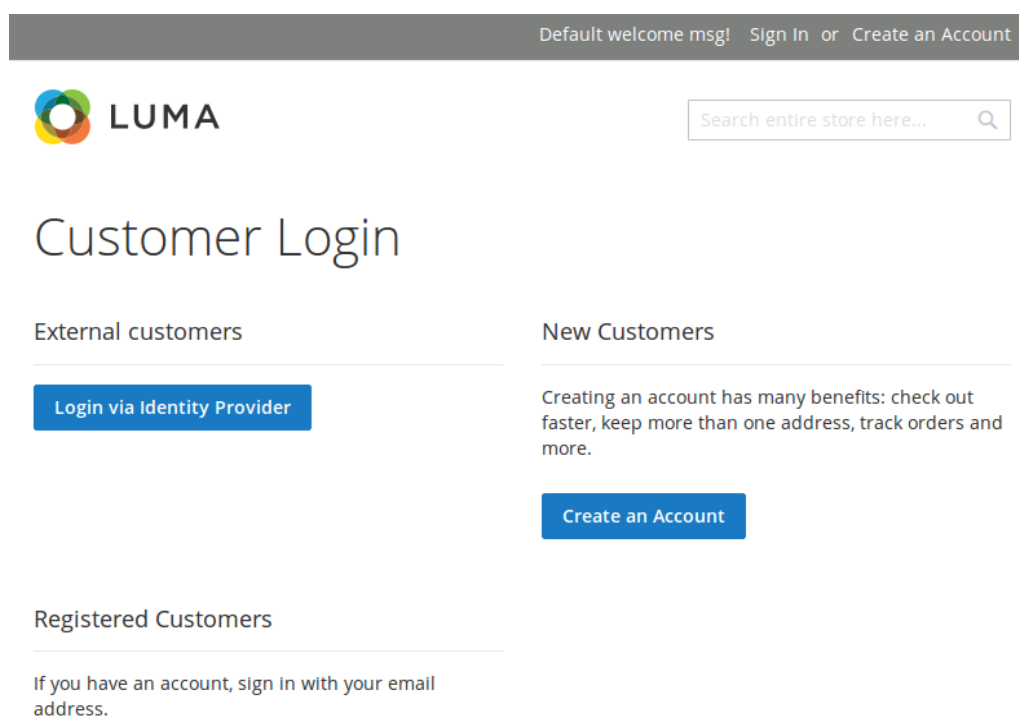 Default welcome msg! Sign In or Create an Account
LUMA
Search entire store here...
Customer Login
External customers
Login via Identity Provider
New Customers
Creating an account has many benefits: check out
faster, keep more than one address, track orders and
more.
Create an Account
Registered Customers
If you have an account, sign in with your email
address.